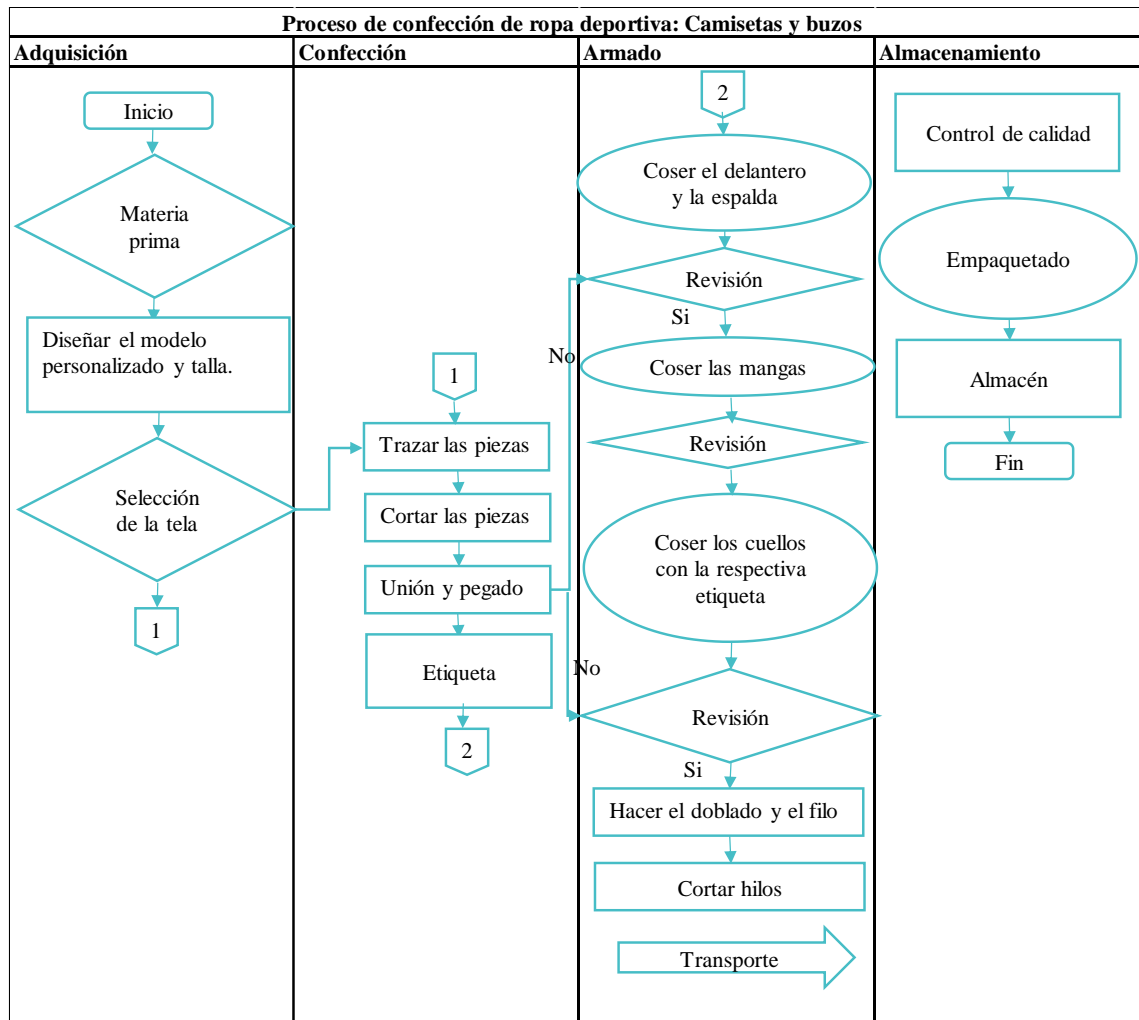 Proceso de confección de ropa deportiva: Camisetas y buzos
Adquisición
Confección
Armado
Almacenamiento
Inicio
Materia
prima
Diseñar el modelo
personalizado y talla.
Selección
de la tela
1
1
Trazar las piezas
Cortar las piezas
Unión y pegado
Etiqueta
2
No
No
2
Coser el delantero
y la espalda
Revisión
Si
Coser las mangas
Revisión
Coser los cuellos
con la respectiva
etiqueta
Revisión
Si
Hacer el doblado y el filo
Cortar hilos
Transporte
Control de calidad
Empaquetado
Almacén
Fin